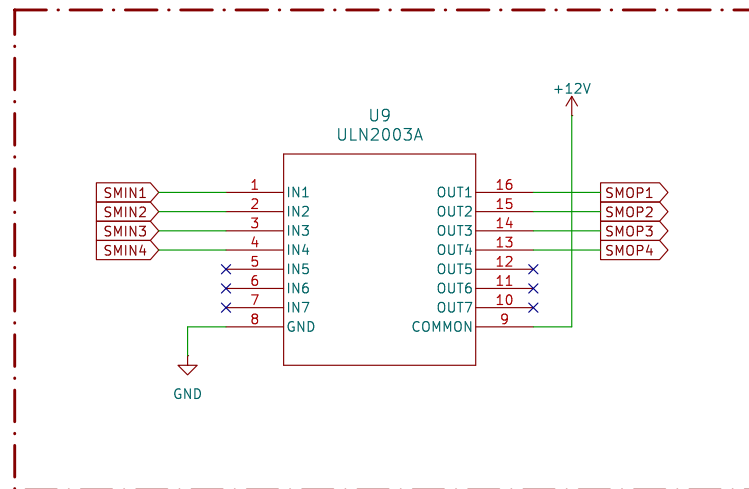 +12V
U9
ULN2003A
SMIN1 1 IN1 OUT1 16 SMOP1
SMIN2 2 IN2 OUT2 15 SMOP2
SMIN3 3 IN3 OUT3 14 SMOP3
SMIN4 4 IN4 OUT4 13 SMOP4
5 IN5 OUT5 12
6 IN6 OUT6 11
7 IN7 OUT7 10
8 GND COMMON 9
GND